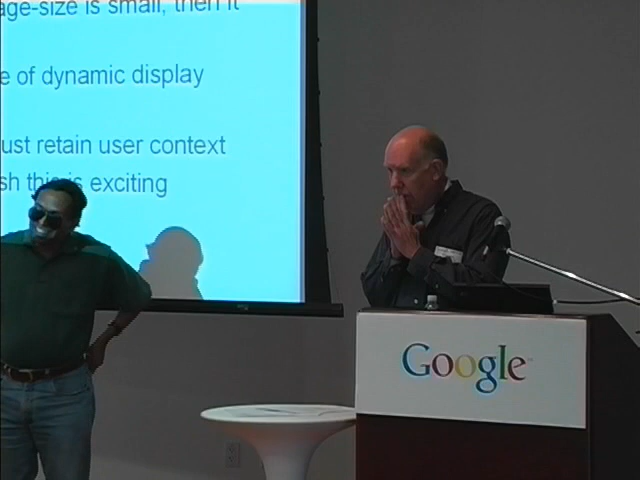 age-size is small, then it
e of dynamic display
ust retain user context
sh this is exciting
Google